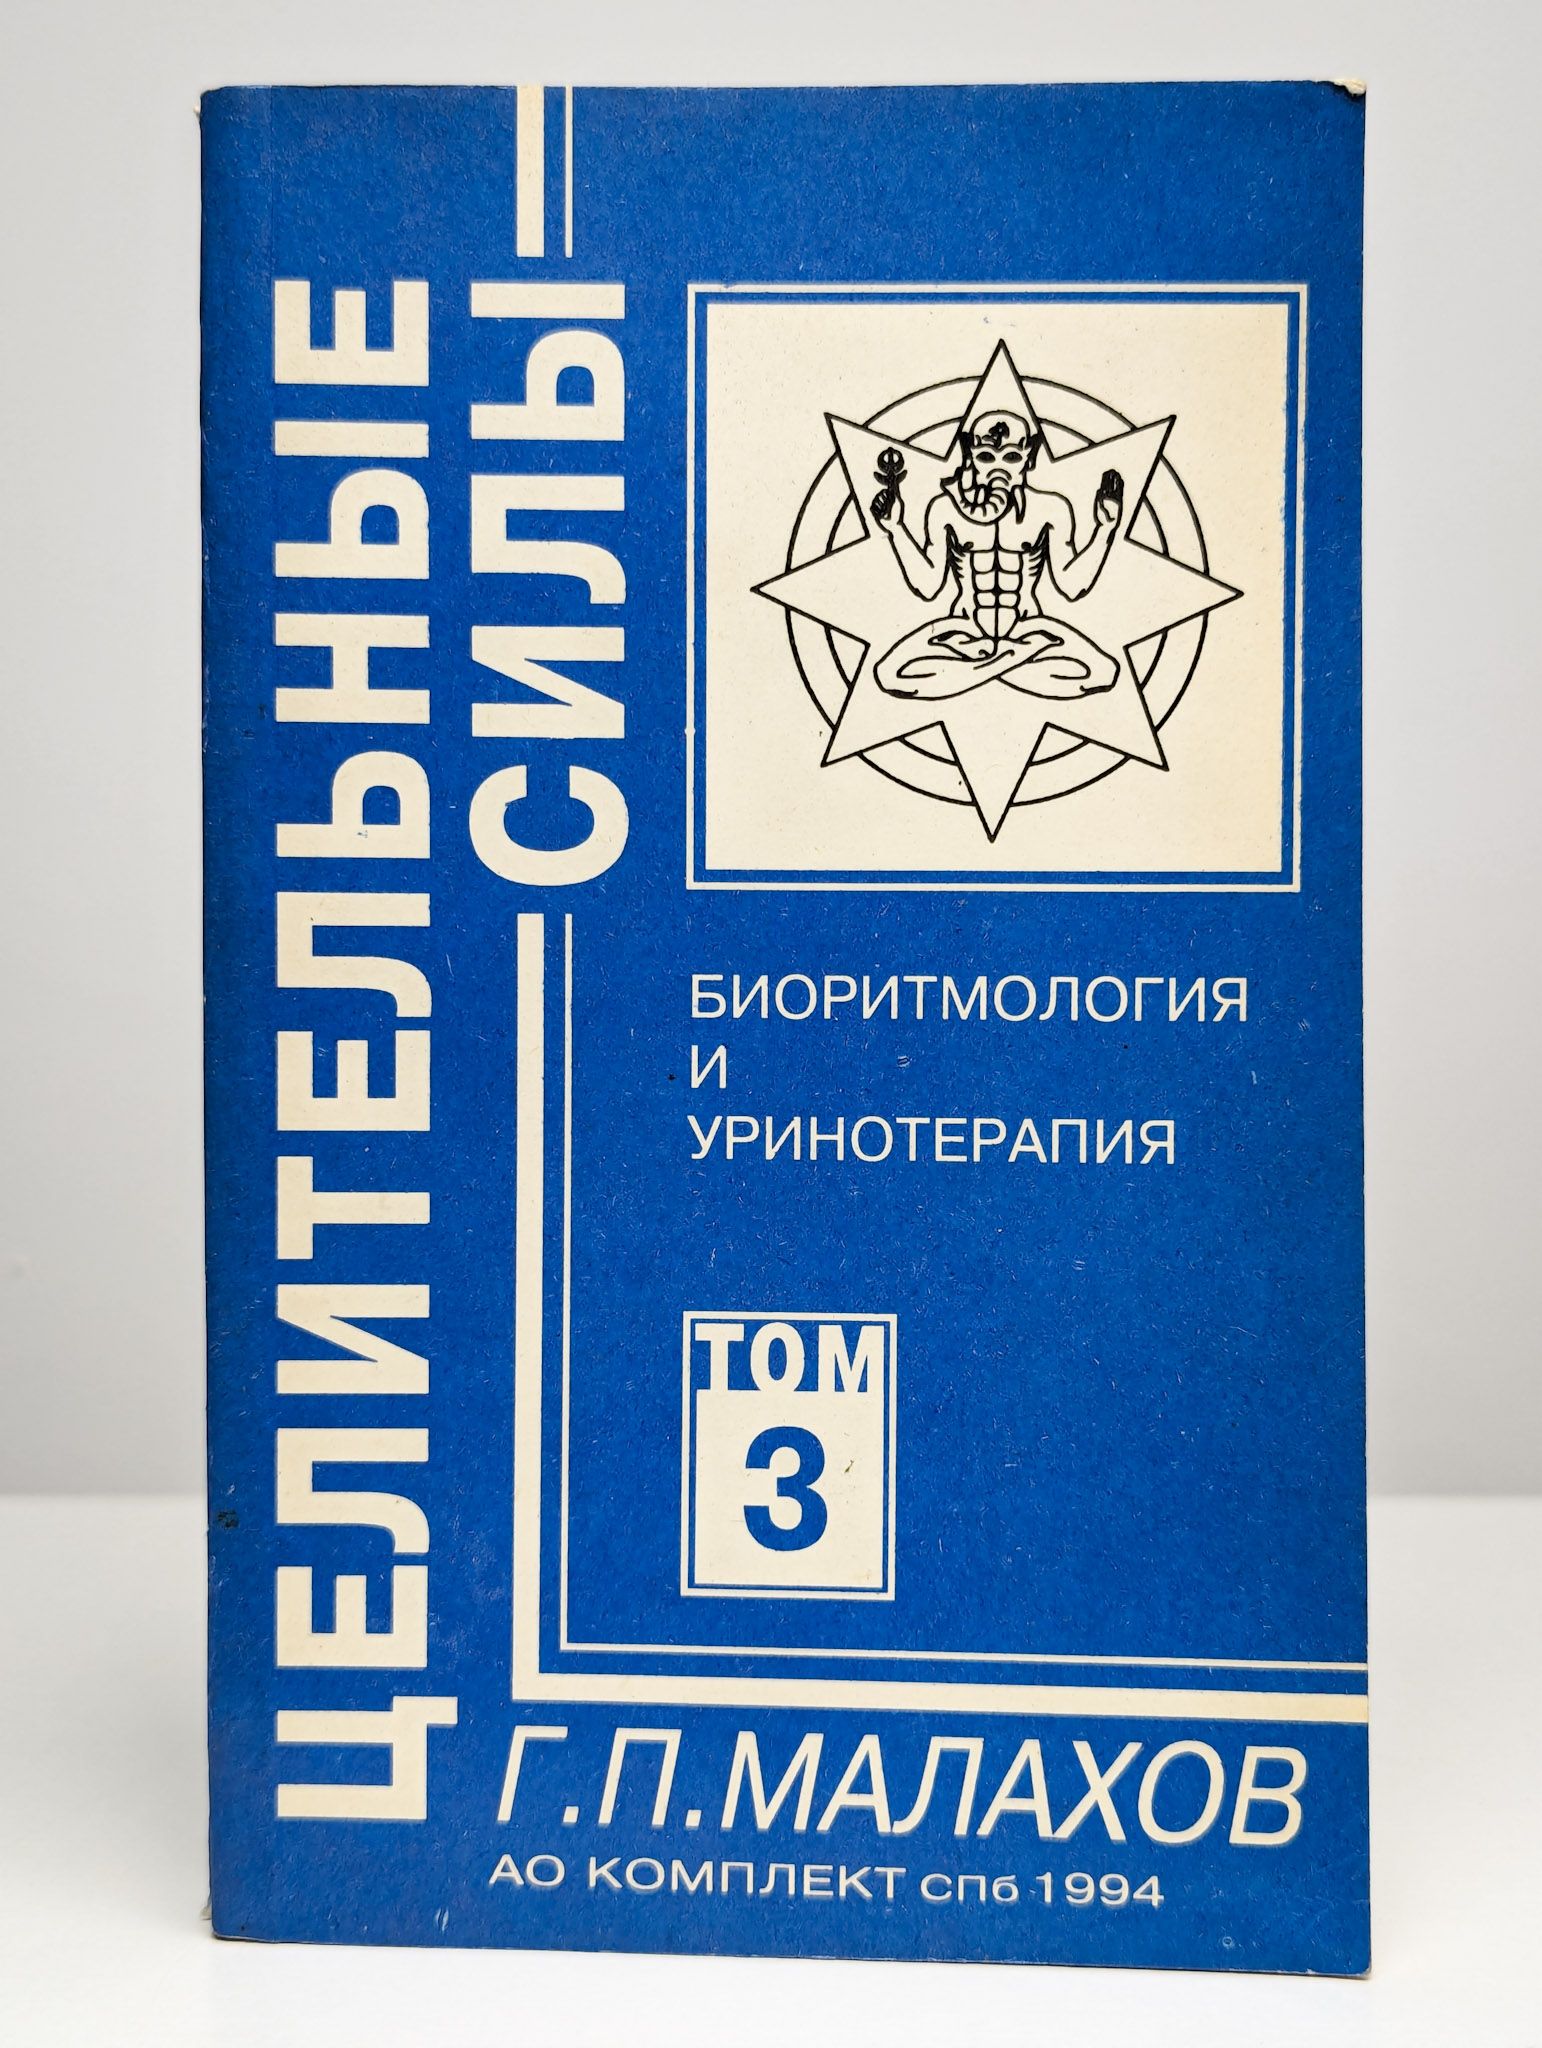 ЦЕЛИТЕЛЬНЫЕ
СИЛЫ
БИОРИТМОЛОГИЯ
И
УРИНОТЕРАПИЯ
ТОМ
3
Г.П.МАЛАХОВ
АО КОМПЛЕКТ СПб 1994